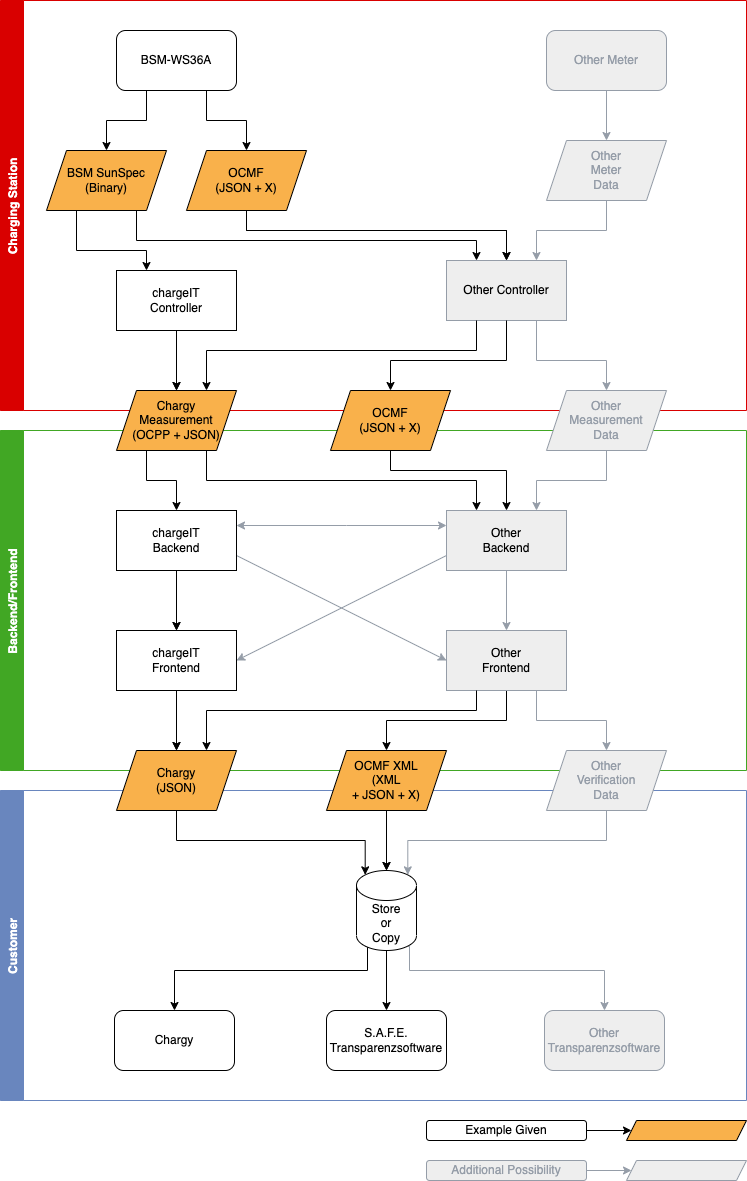 Charging Station
BSM-WS36A
Other Meter
BSM SunSpec
(Binary)
OCMF
(JSON + X)
Other
Meter
Data
chargeIT
Controller
Other Controller
Chargy
Measurement
(OCPP + JSON)
OCMF
(JSON + X)
Other
Measurement
Data
Backend/Frontend
chargeIT
Backend
Other
Backend
chargeIT
Frontend
Other
Frontend
Chargy
(JSON)
OCMF XML
(XML
+ JSON + X)
Other
Verification
Data
Customer
Store
or
Copy
Chargy
S.A.F.E.
Transparenzsoftware
Other
Transparenzsoftware
Example Given
Additional Possibility